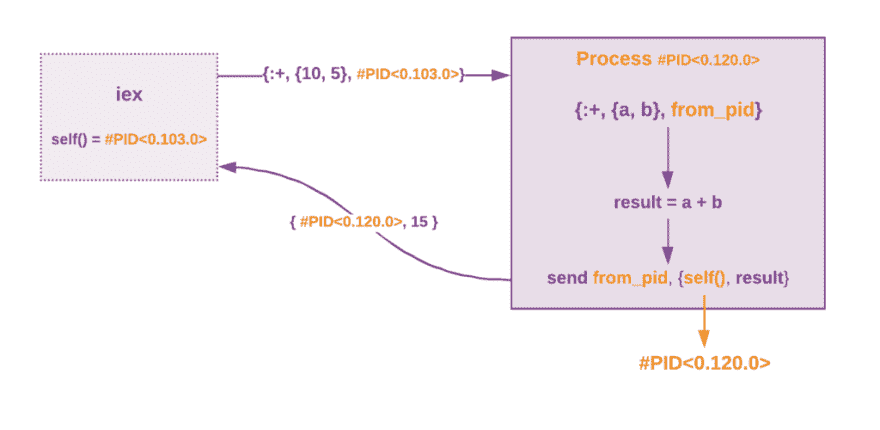 iex
self() = #PID<0.103.0>
{:+, {10, 5}, #PID<0.103.0>}
{ #PID<0.120.0>, 15 }
Process #PID<0.120.0>
{:+, {a, b}, from_pid}
result = a + b
send from_pid, {self(), result}
#PID<0.120.0>